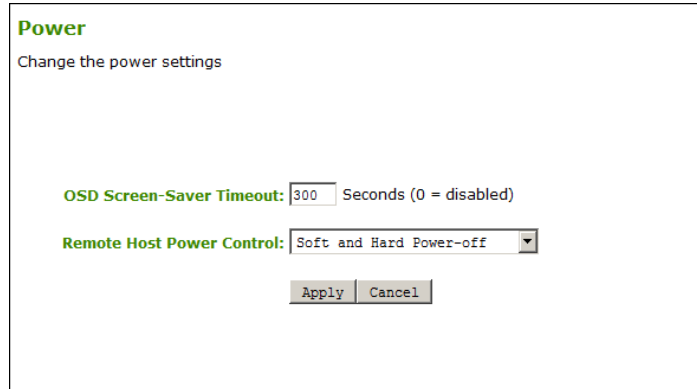 Power
Change the power settings
OSD Screen-Saver Timeout: 300 Seconds (0 = disabled)
Remote Host Power Control: Soft and Hard Power-off
Apply Cancel